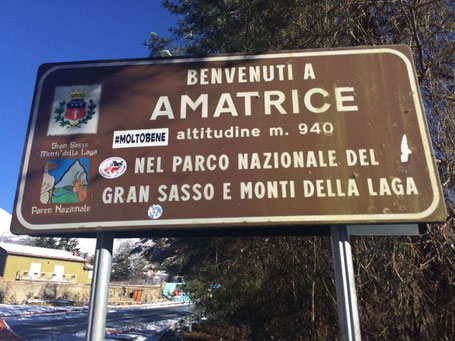 BENVENUTI A
AMATRICE
#MOLTOBENE
altitudine m. 940
NEL PARCO NAZIONALE DEL
GRAN SASSO E MONTI DELLA LAGA
Gran Sasso
Monti della Laga
Parco Nazionale